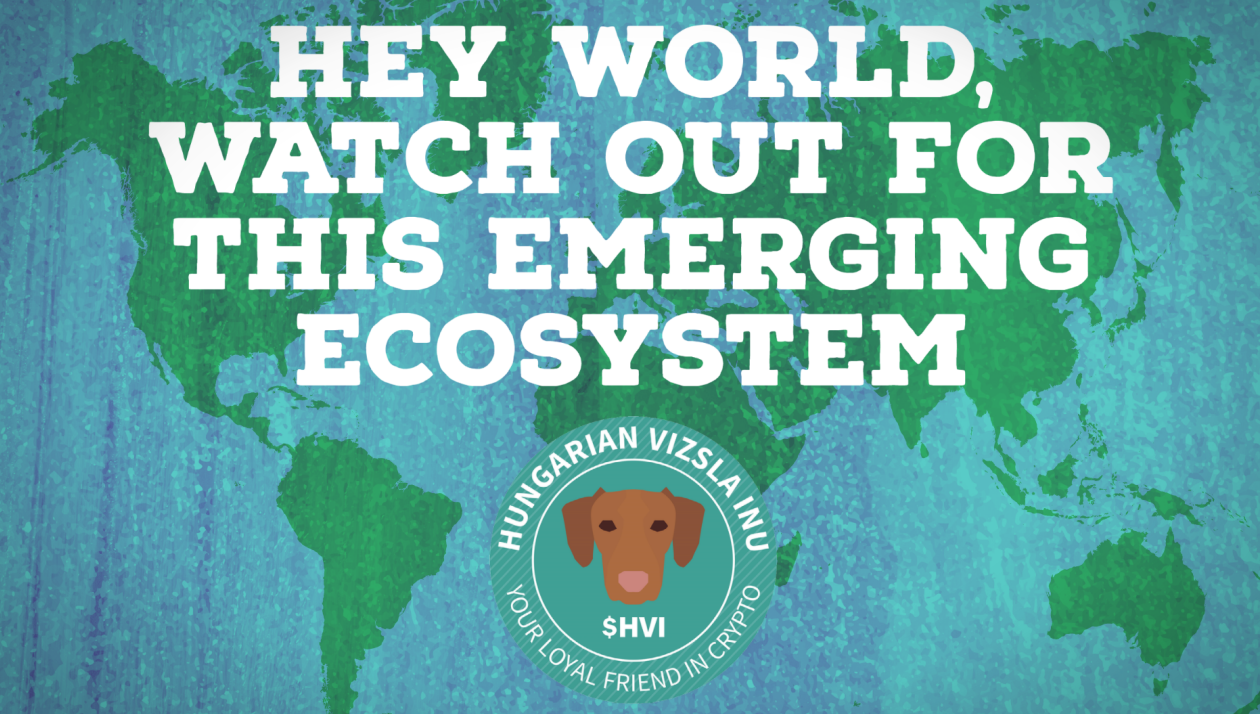 HEY WORLD,
WATCH OUT FOR
THIS EMERGING
ECOSYSTEM
HUNGARIAN VIZSLA INU
$HVI
YOUR LOYAL FRIEND IN CRYPTO